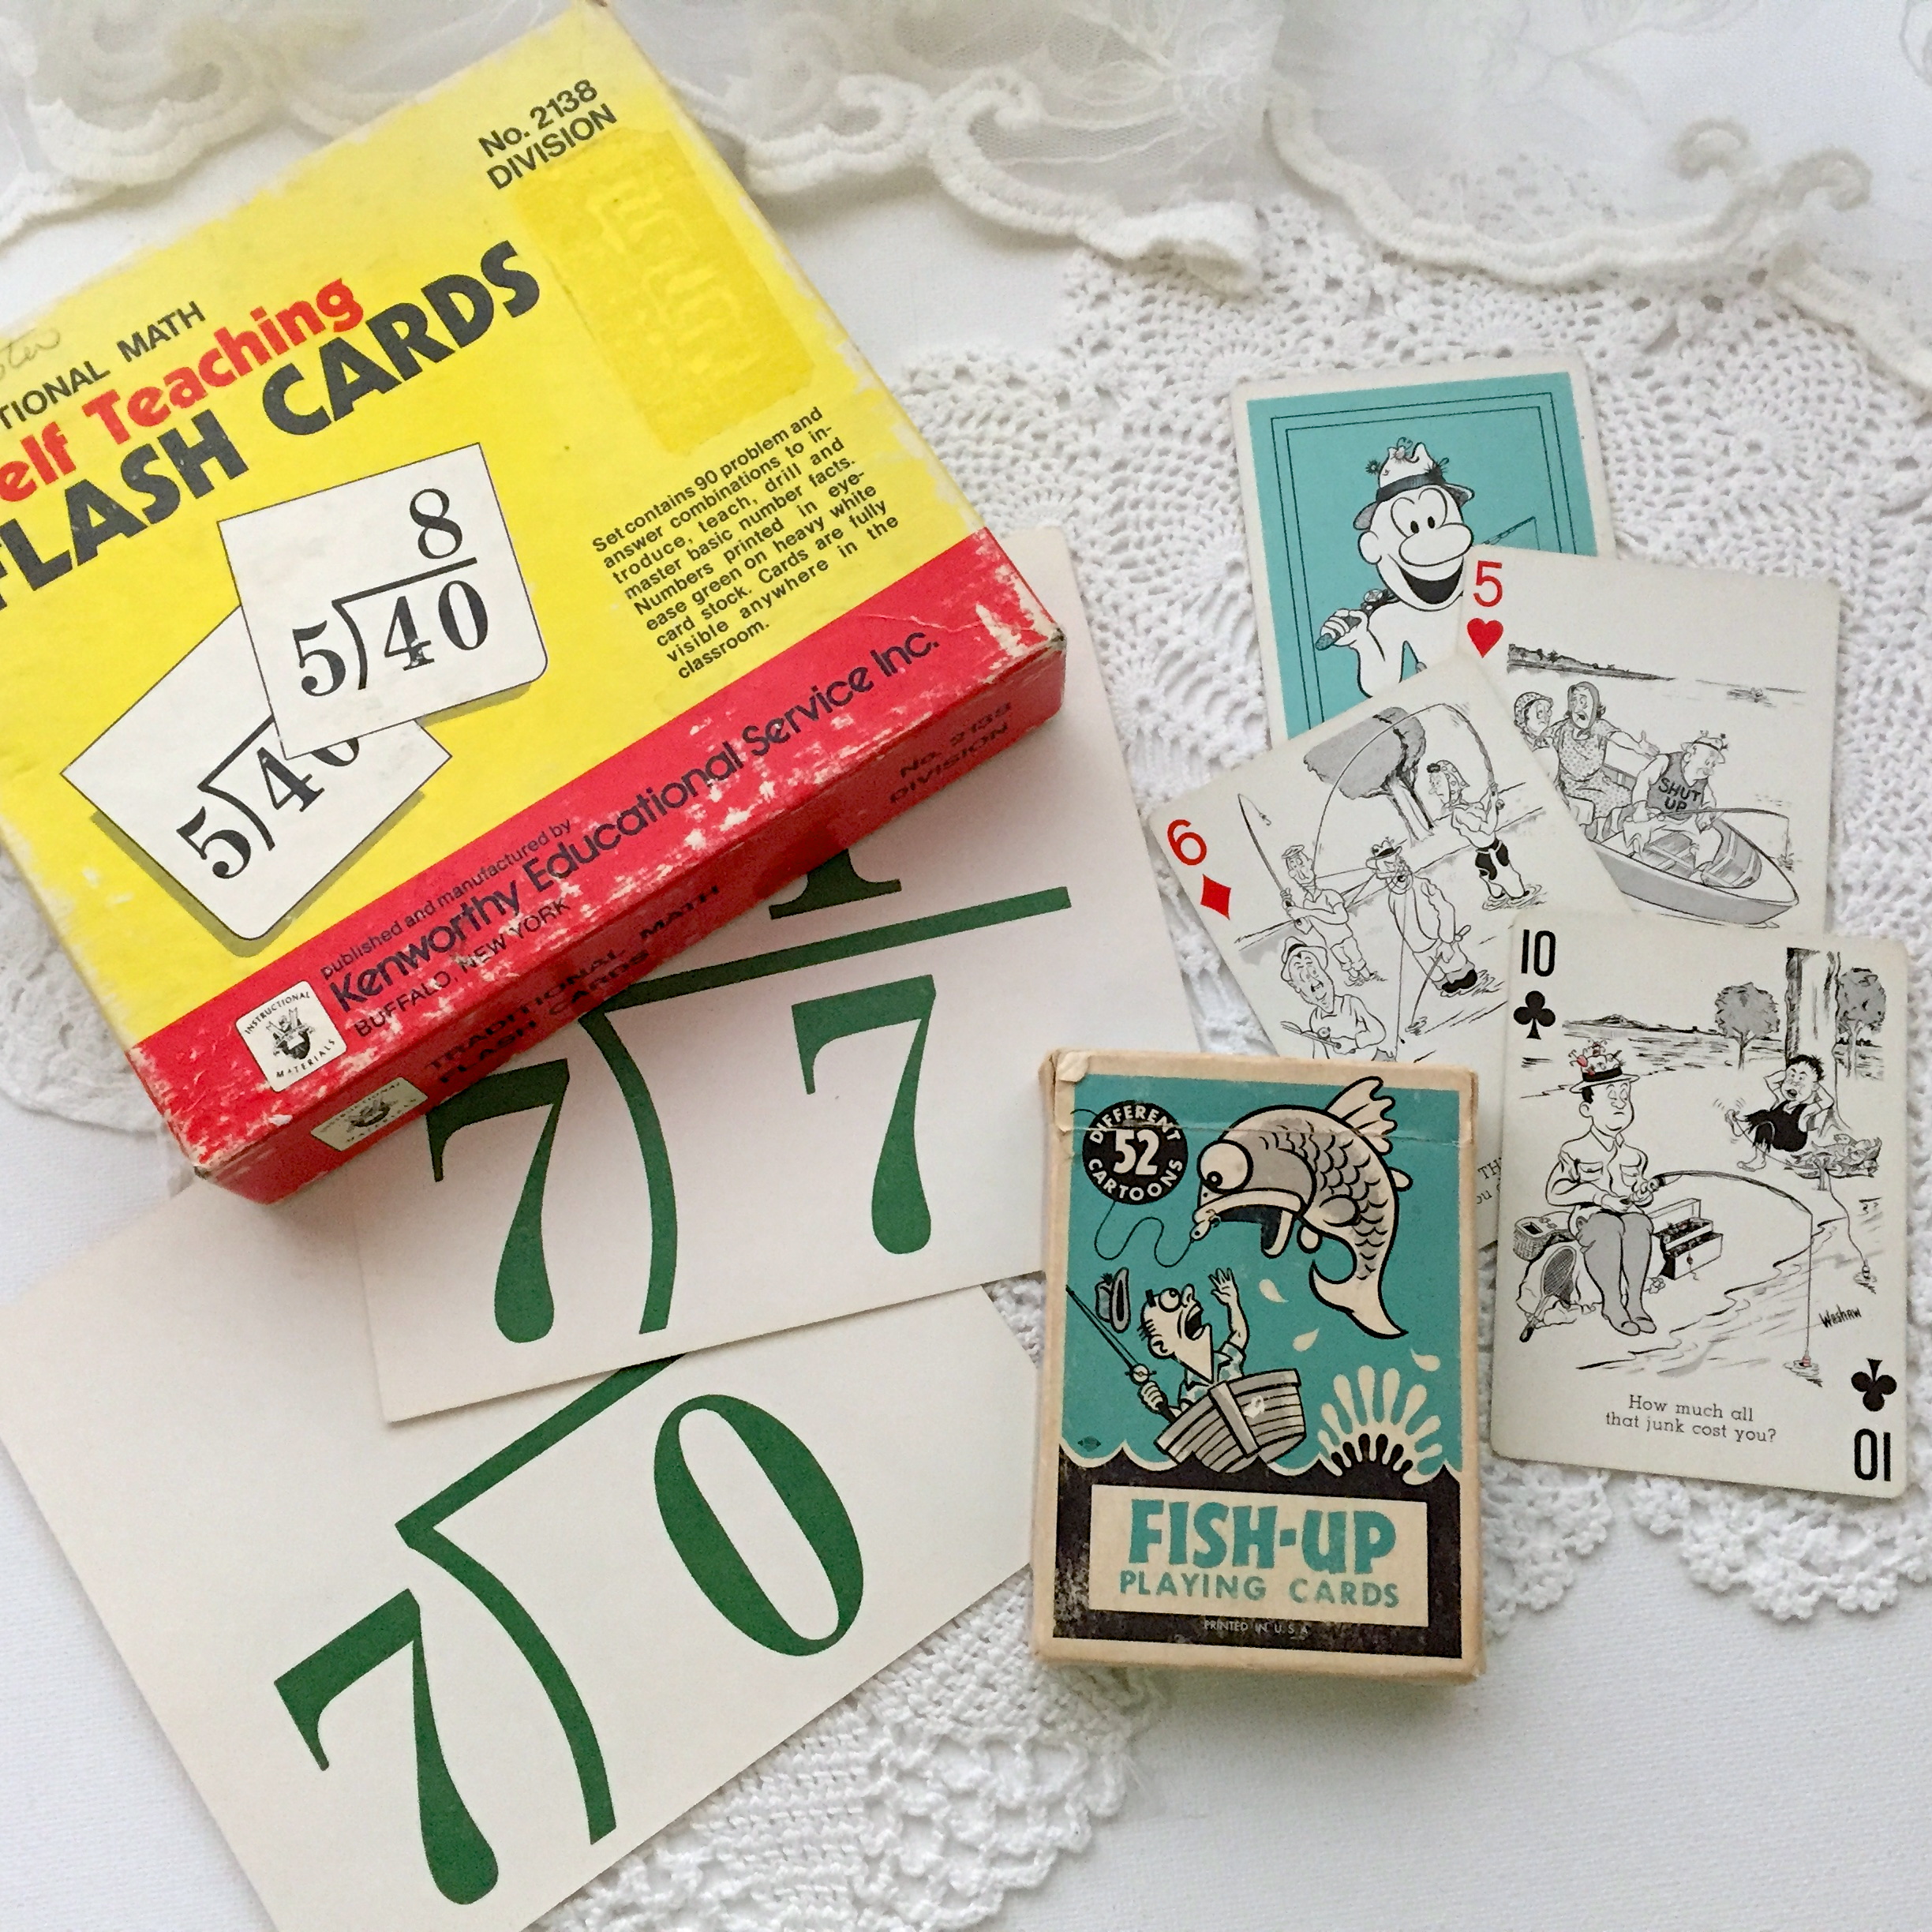 No. 2138
DIVISION
TIONAL MATH
elf Teaching
FLASH CARDS
8
5 40
5 40
Set contains 90 problem and
answer combinations to in-
troduce, teach, drill and
master basic number facts.
Numbers printed in eye-
ease green on heavy white
card stock. Cards are fully
visible anywhere in the
classroom.
published and manufactured by
Kenworthy Educational Service Inc.
BUFFALO, NEW YORK
INSTRUCTIONAL
MATERIALS
No. 2138
DIVISION
TRADITIONAL MATH
FLASH CARDS
1
7 7
7 0
5
SHUT
UP
6
10
Weshaw
How much all
that junk cost you?
10
DIFFERENT
52
CARTOONS
FISH-UP
PLAYING CARDS
PRINTED IN U.S.A.